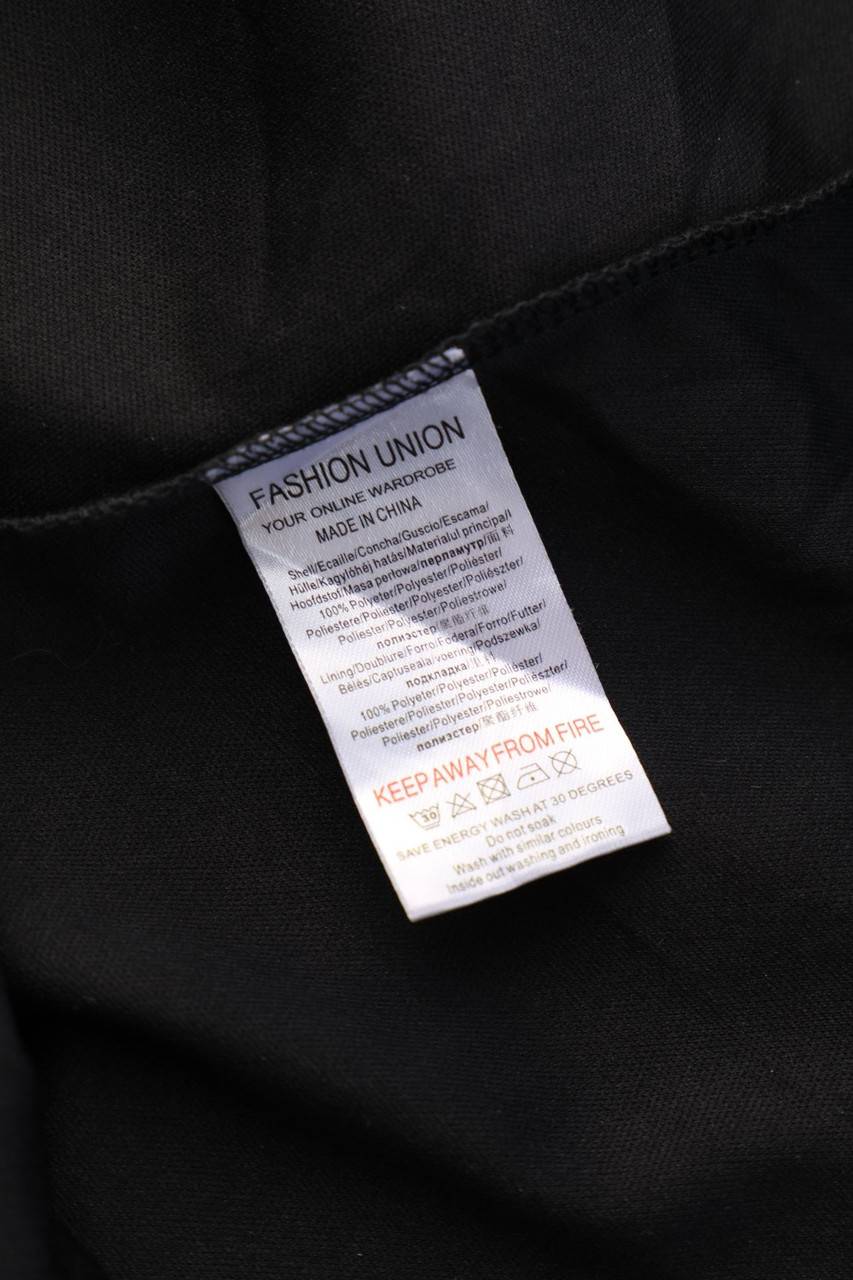 FASHION UNION
YOUR ONLINE WARDROBE
MADE IN CHINA
Shell/Ecaille/Concha/Guscio/Escama/
Hülle/Kagylóhéj hatás/Materialul principal/
Hoofdstof/Masa perłowa/перламутр/面料
100% Polyeter/Polyester/Poliéster/
Poliestere/Poliester/Polyester/Poliészter/
Poliester/Polyester/Poliestrowe/
полиэстер/聚酯纤维
Lining/Doublure/Forro/Fodera/Forro/Futter/
Bélés/Captuseala/voering/Podszewka/
подкладка/里料
100% Polyeter/Polyester/Poliéster/
Poliestere/Poliester/Polyester/Poliészter/
Poliester/Polyester/Poliestrowe/
полиэстер/聚酯纤维
KEEP AWAY FROM FIRE
30
SAVE ENERGY WASH AT 30 DEGREES
Do not soak
Wash with similar colours
Inside out washing and ironing